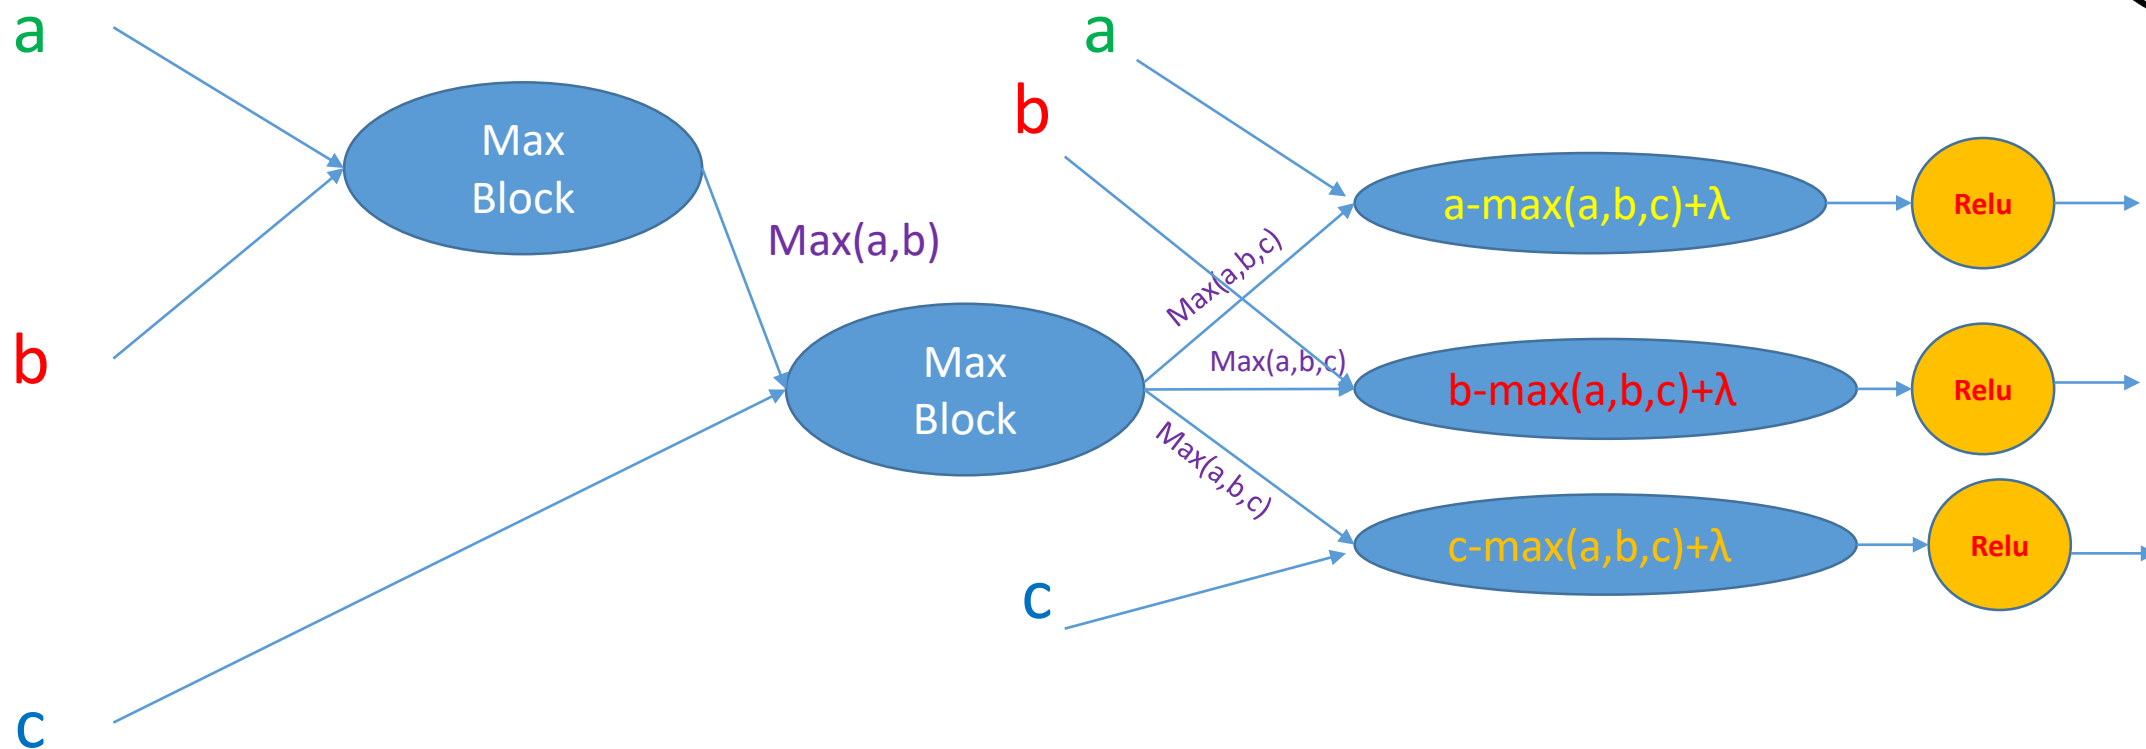 a
b
c
Max
Block
Max(a,b)
Max
Block
a
b
c
Max(a,b,c)
Max(a,b,c)
Max(a,b,c)
a-max(a,b,c)+λ
Relu
b-max(a,b,c)+λ
Relu
c-max(a,b,c)+λ
Relu